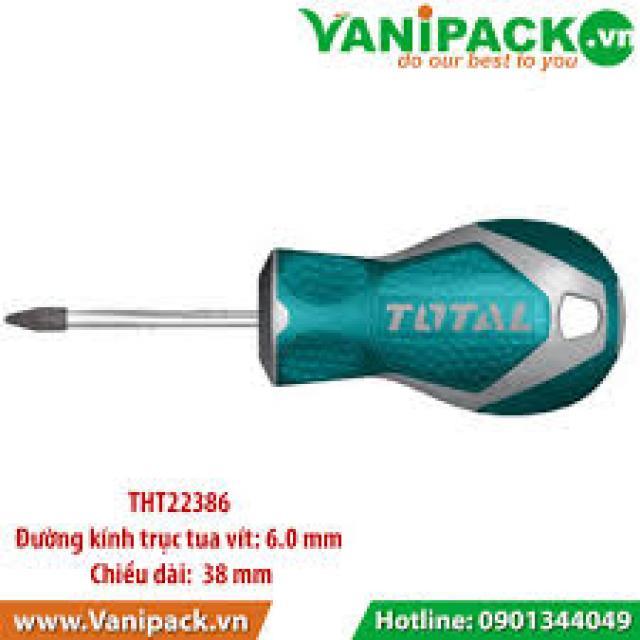 VANiPACK.vn
do our best to you
TOTAL
THT22386
Đường kính trục tua vít: 6.0 mm
Chiều dài: 38 mm
www.Vanipack.vn
Hotline: 0901344049